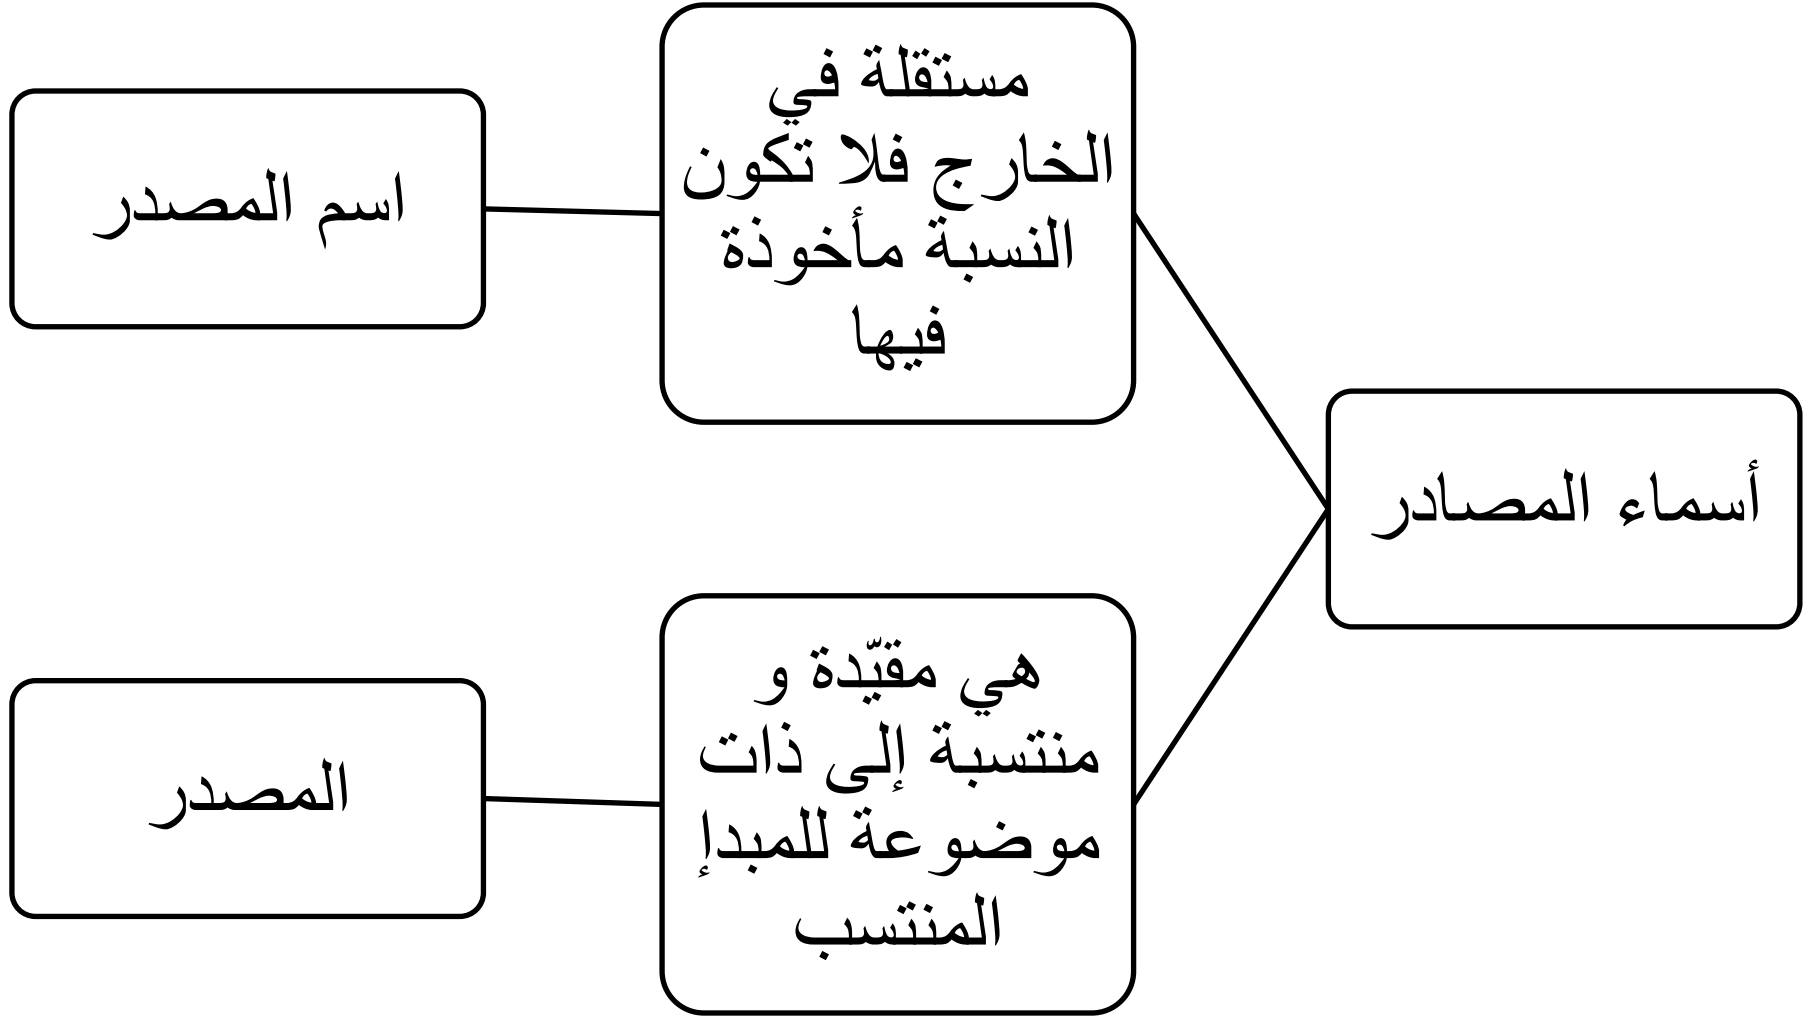 أسماء المصادر
مستقلة في
الخارج فلا تكون
النسبة مأخوذة
فيها
اسم المصدر
هي مقيّدة و
منتسبة إلى ذات
موضوعة للمبدإ
المنتسب
المصدر